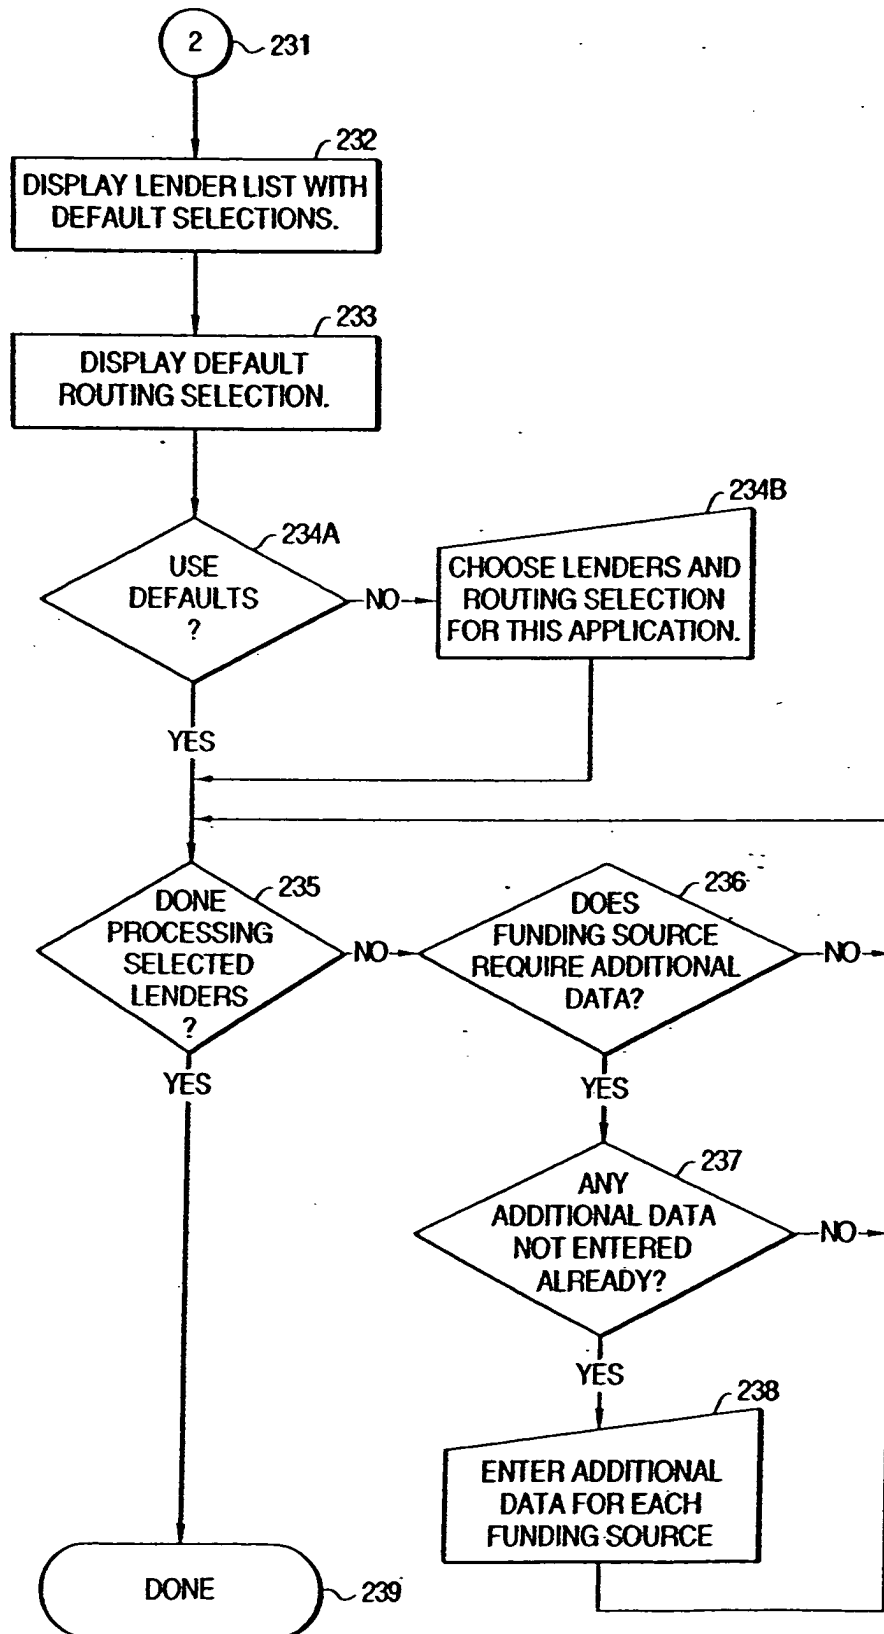 2
231
232
DISPLAY LENDER LIST WITH
DEFAULT SELECTIONS.
233
DISPLAY DEFAULT
ROUTING SELECTION.
234A
USE
DEFAULTS
?
NO
234B
CHOOSE LENDERS AND
ROUTING SELECTION
FOR THIS APPLICATION.
YES
235
DONE
PROCESSING
SELECTED
LENDERS
?
NO
236
DOES
FUNDING SOURCE
REQUIRE ADDITIONAL
DATA?
NO
YES
YES
237
ANY
ADDITIONAL DATA
NOT ENTERED
ALREADY?
NO
YES
238
ENTER ADDITIONAL
DATA FOR EACH
FUNDING SOURCE
DONE
239